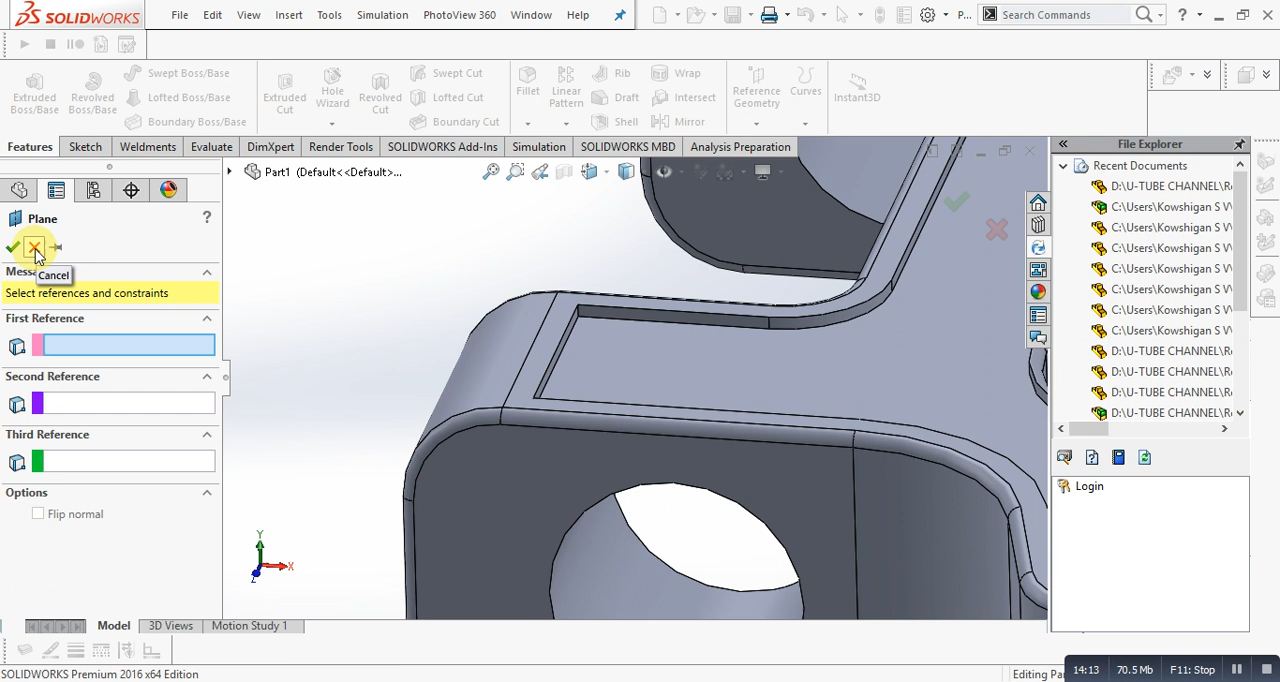 SOLIDWORKS File Edit View Insert Tools Simulation PhotoView 360 Window Help P... Search Commands ?
Extruded Boss/Base Revolved Boss/Base Swept Boss/Base Lofted Boss/Base Boundary Boss/Base Extruded Cut Hole Wizard Revolved Cut Swept Cut Lofted Cut Boundary Cut Fillet Linear Pattern Rib Draft Shell Wrap Intersect Mirror Reference Geometry Curves Instant3D
Features Sketch Weldments Evaluate DimXpert Render Tools SOLIDWORKS Add-Ins Simulati SOLIDWORKS MBD Analysis Preparation File Explorer
Part1 (Default<<Default>...
Plane ?
Cancel
Mess
Select references and constraints
First Reference
Second Reference
Third Reference
Options
Flip normal
Y
X
Z
Recent Documents
D:\U-TUBE CHANNEL\R
C:\Users\Kowshigan S V
C:\Users\Kowshigan S V
C:\Users\Kowshigan S V
C:\Users\Kowshigan S V
C:\Users\Kowshigan S V
C:\Users\Kowshigan S V
C:\Users\Kowshigan S V
D:\U-TUBE CHANNEL\R
D:\U-TUBE CHANNEL\R
D:\U-TUBE CHANNEL\R
D:\U-TUBE CHANNEL\R
Login
Model 3D Views Motion Study 1
SOLIDWORKS Premium 2016 x64 Edition Editing Pa
14:13 70.5 Mb F11: Stop